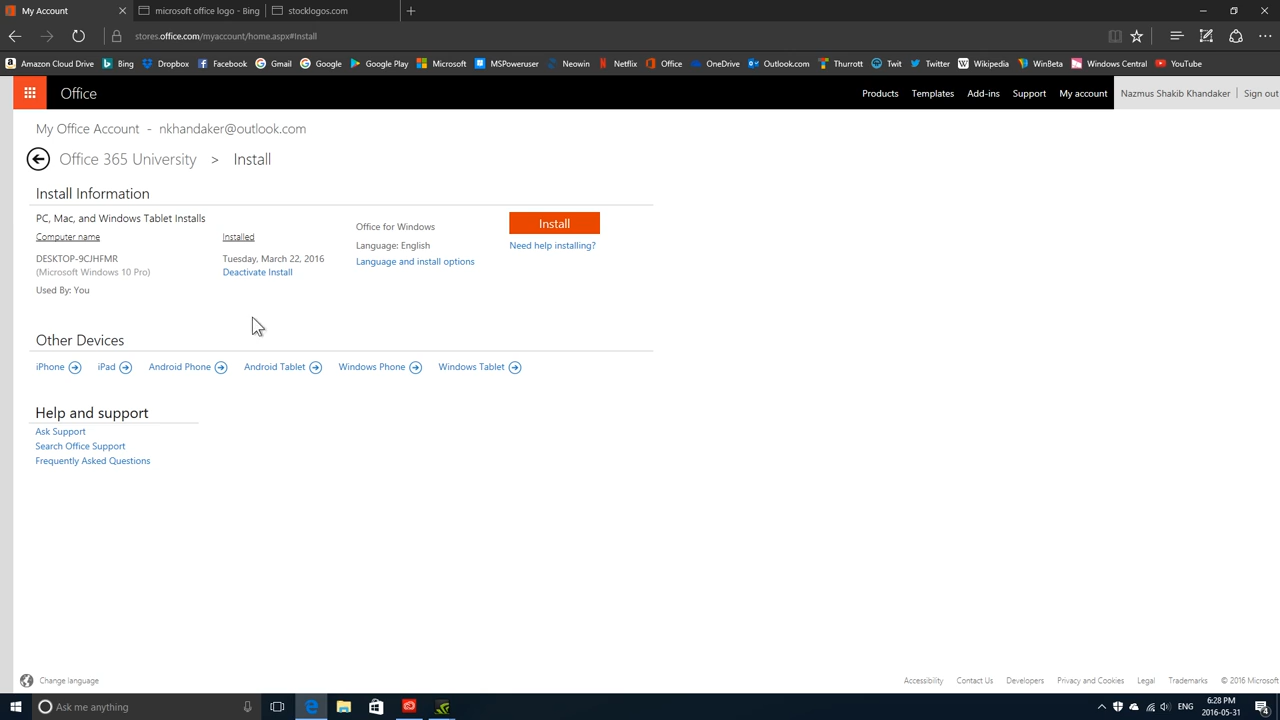 My Account
microsoft office logo - Bing
stocklogos.com
stores.office.com/myaccount/home.aspx#Install
Amazon Cloud Drive Bing Dropbox Facebook Gmail Google Google Play Microsoft MSPoweruser Neowin Netflix Office OneDrive Outlook.com Thurrott Twit Twitter Wikipedia WinBeta Windows Central YouTube
Office
Products Templates Add-ins Support My account Nazmus Shakib Khandaker Sign out
My Office Account - nkhandaker@outlook.com
Office 365 University > Install
Install Information
PC, Mac, and Windows Tablet Installs
Computer name Installed
DESKTOP-9CJHFMR Tuesday, March 22, 2016
(Microsoft Windows 10 Pro) Deactivate Install
Used By: You
Office for Windows
Language: English
Language and install options
Install
Need help installing?
Other Devices
iPhone iPad Android Phone Android Tablet Windows Phone Windows Tablet
Help and support
Ask Support
Search Office Support
Frequently Asked Questions
Change language
Accessibility Contact Us Developers Privacy and Cookies Legal Trademarks © 2016 Microsoft
Ask me anything
ENG
6:28 PM
2016-05-31
4